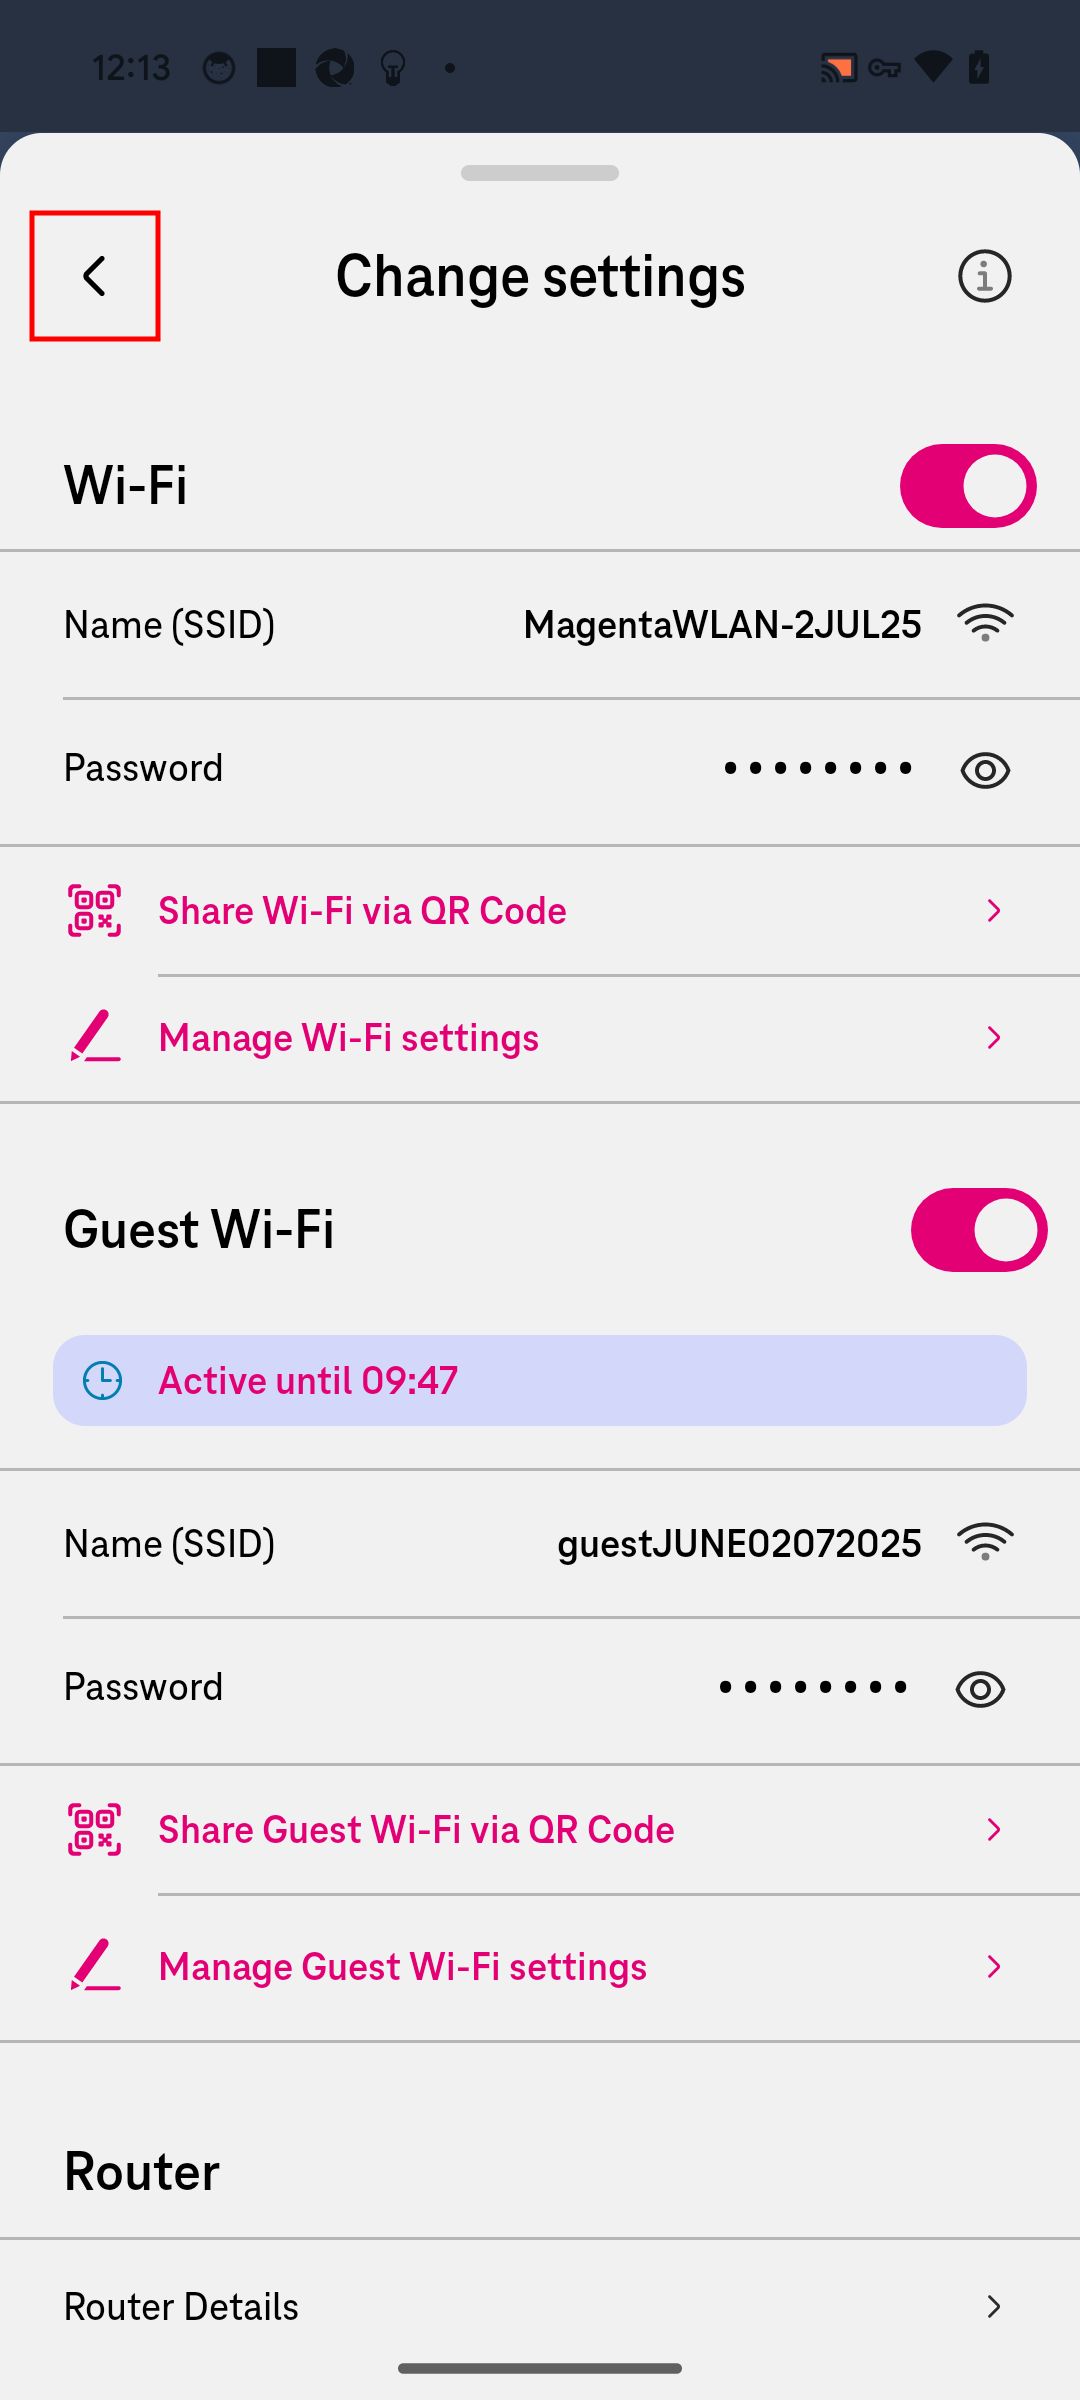 12:13
Change settings
Wi-Fi
Name (SSID) MagentaWLAN-2JUL25
Password ••••••••
Share Wi-Fi via QR Code
Manage Wi-Fi settings
Guest Wi-Fi
Active until 09:47
Name (SSID) guestJUNE02072025
Password ••••••••
Share Guest Wi-Fi via QR Code
Manage Guest Wi-Fi settings
Router
Router Details